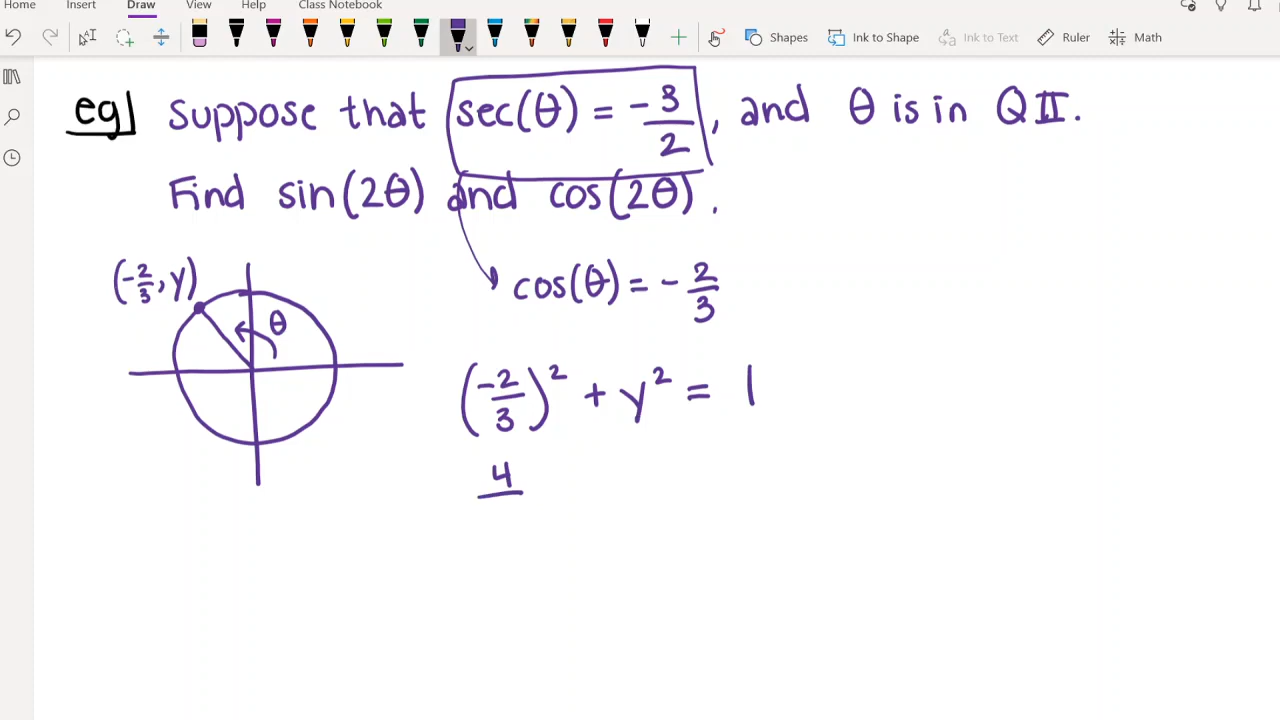 Home Insert Draw View Help Class Notebook
Shapes Ink to Shape Ink to Text Ruler Math
eg1 Suppose that sec(θ) = -3/2, and θ is in QII.
Find sin(2θ) and cos(2θ).
(-2/3, y)
θ
cos(θ) = -2/3
(-2/3)² + y² = 1
4